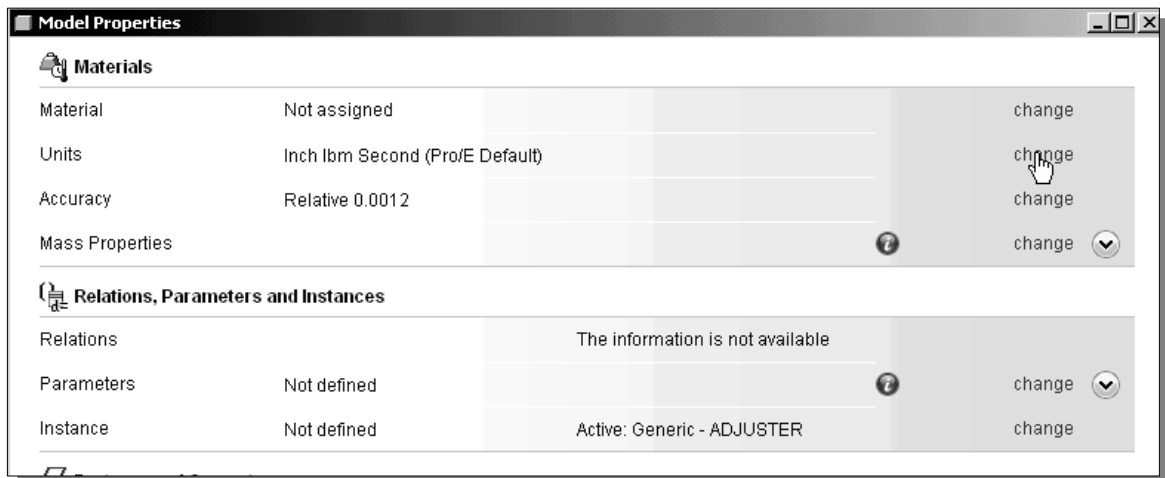 Model Properties
Materials
Material Not assigned change
Units Inch lbm Second (Pro/E Default) change
Accuracy Relative 0.0012 change
Mass Properties change
Relations, Parameters and Instances
Relations The information is not available
Parameters Not defined change
Instance Not defined Active: Generic - ADJUSTER change